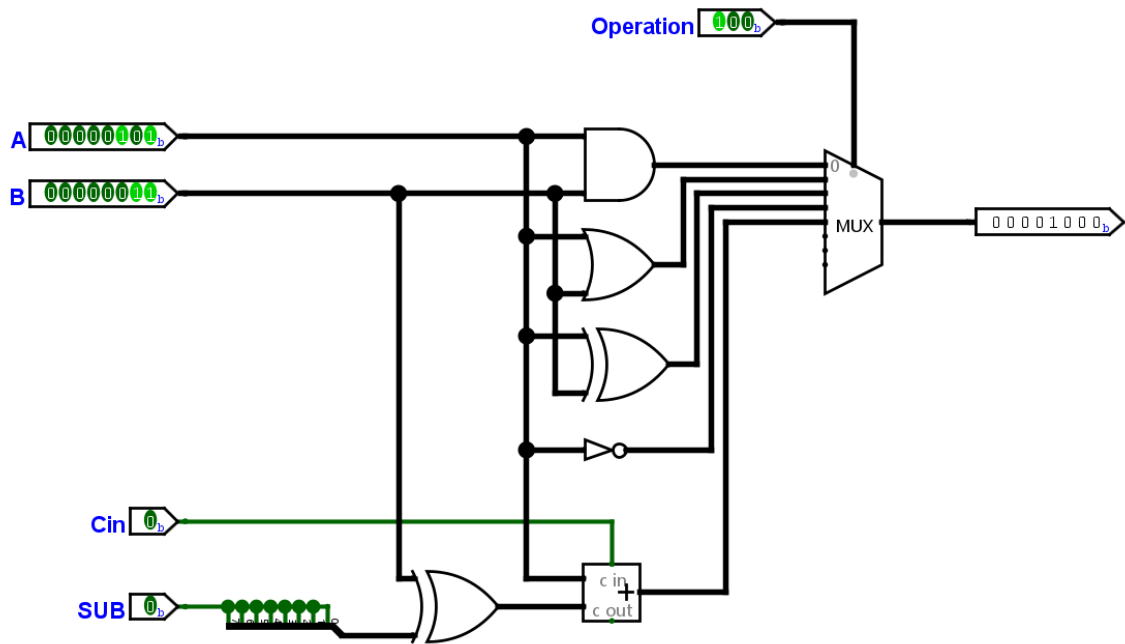 Operation 100b
A 00000101b
B 00000011b
0
MUX
00001000b
Cin 0b
c in
+
SUB 0b
c out